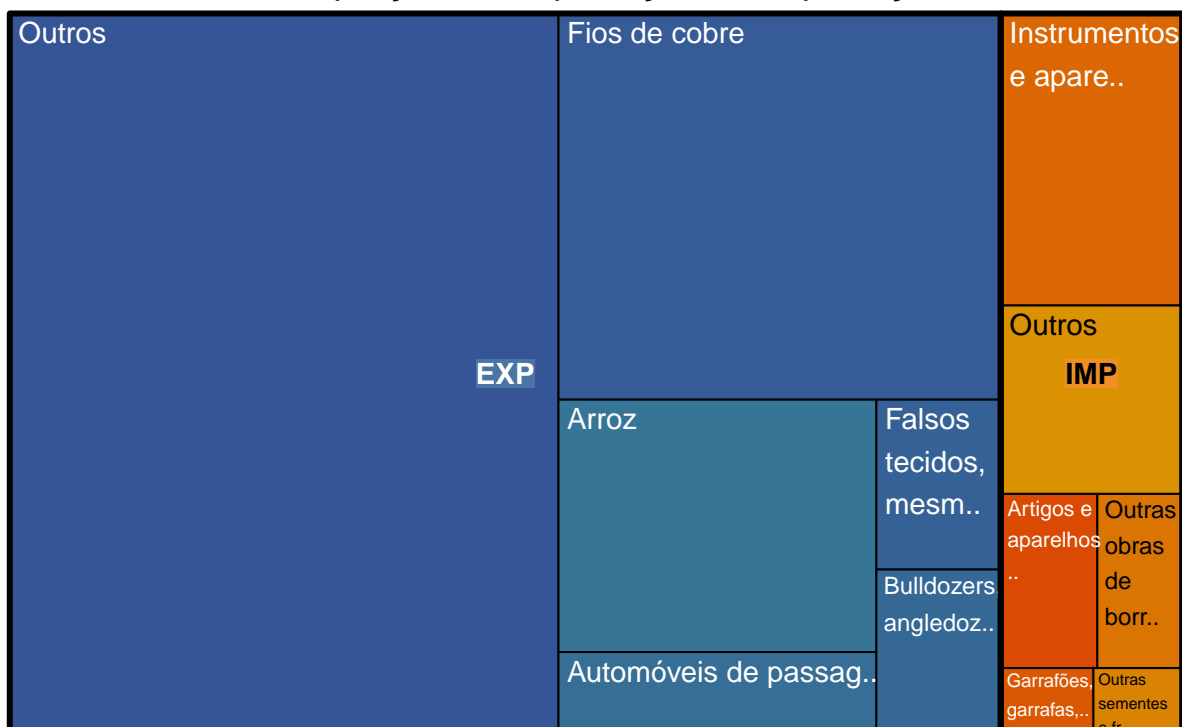 Outros
Fios de cobre
Instrumentos
e apare..
EXP
Outros
IMP
Arroz
Falsos
tecidos,
mesm..
Artigos e
aparelhos
..
Outras
obras
de
borr..
Bulldozers,
angledoz..
Automóveis de passag..
Garrafões,
garrafas,..
Outras
sementes